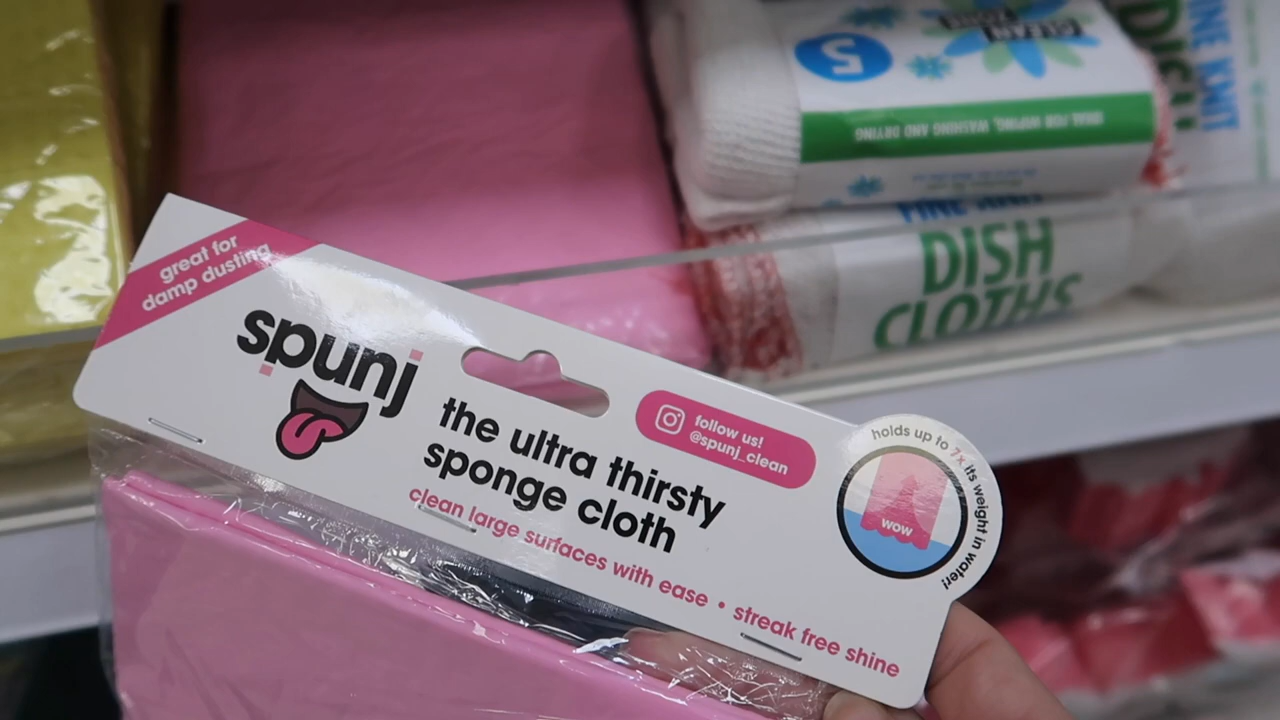 great for
damp dusting
spunj
the ultra thirsty
sponge cloth
clean large surfaces with ease • streak free shine
follow us!
@spunj_clean
holds up to 7x its weight in water!
wow
5
CLEAN
IDEAL FOR WIPING, WASHING AND DRYING
DISH
CLOTHS